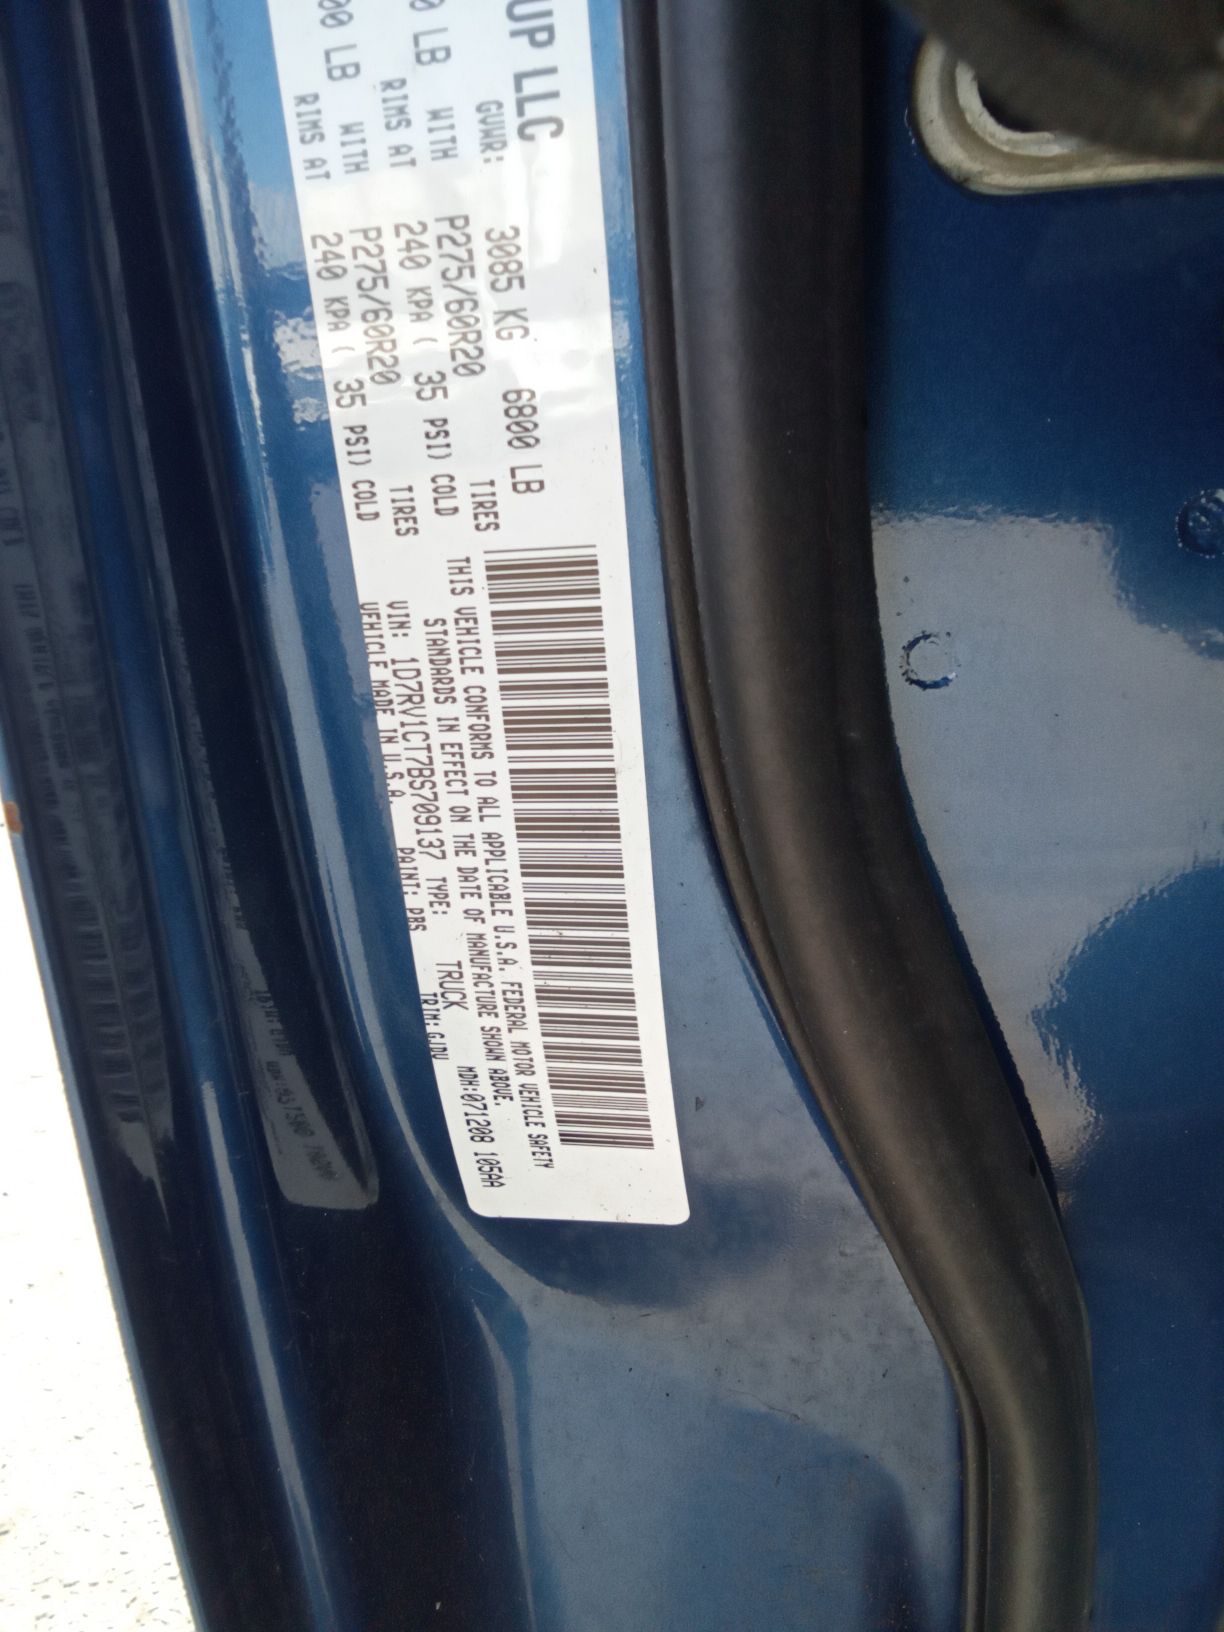 UP LLC
GVWR: 3085 KG 6800 LB
0 LB WITH P275/60R20 TIRES
RIMS AT 240 KPA ( 35 PSI) COLD
00 LB WITH P275/60R20 TIRES
RIMS AT 240 KPA ( 35 PSI) COLD
THIS VEHICLE CONFORMS TO ALL APPLICABLE U.S.A. FEDERAL MOTOR VEHICLE SAFETY
STANDARDS IN EFFECT ON THE DATE OF MANUFACTURE SHOWN ABOVE.
VIN: 1D7RV1CT7BS709137 TYPE: TRUCK MDH:071208 105AA
VEHICLE MADE IN U.S.A. PAINT: PBS TRIM: GJDV